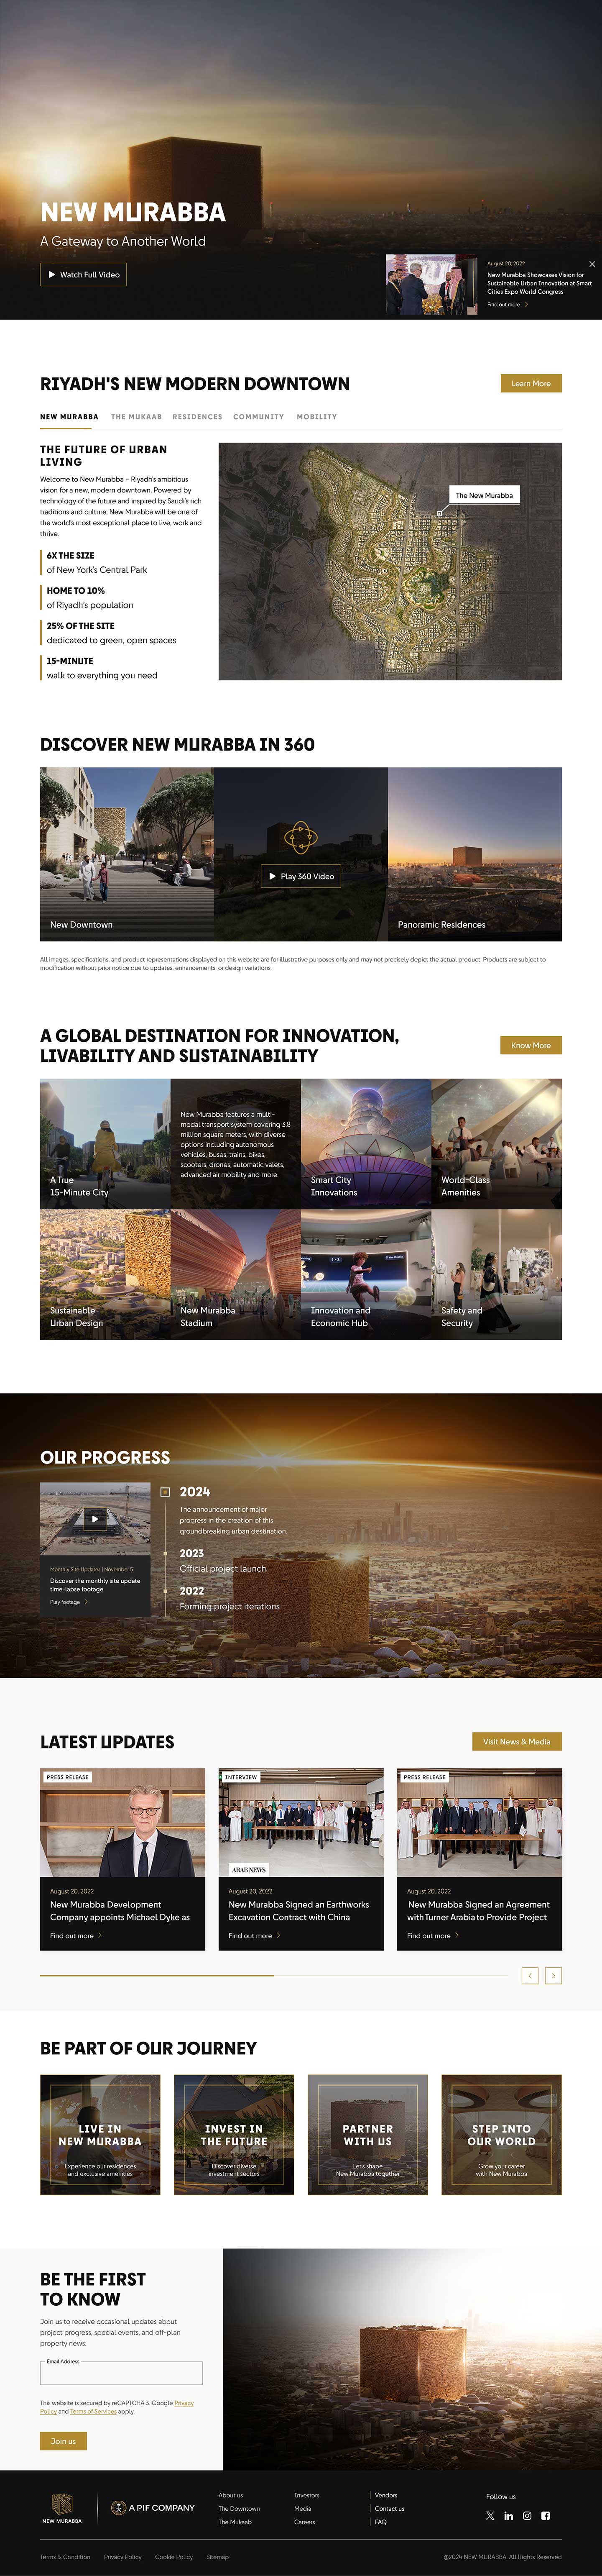 NEW MURABBA
A Gateway to Another World
Watch Full Video
August 20, 2022
New Murabba Showcases Vision for
Sustainable Urban Innovation at Smart
Cities Expo World Congress
Find out more
RIYADH'S NEW MODERN DOWNTOWN
Learn More
NEW MURABBA
THE MUKAAB
RESIDENCES
COMMUNITY
MOBILITY
THE FUTURE OF URBAN
LIVING
Welcome to New Murabba – Riyadh's ambitious
vision for a new, modern downtown. Powered by
technology of the future and inspired by Saudi's rich
traditions and culture, New Murabba will be one of
the world's most exceptional place to live, work and
thrive.
6X THE SIZE
of New York's Central Park
HOME TO 10%
of Riyadh's population
25% OF THE SITE
dedicated to green, open spaces
15-MINUTE
walk to everything you need
The New Murabba
DISCOVER NEW MURABBA IN 360
New Downtown
Play 360 Video
Panoramic Residences
All images, specifications, and product representations displayed on this website are for illustrative purposes only and may not precisely depict the actual product. Products are subject to
modification without prior notice due to updates, enhancements, or design variations.
A GLOBAL DESTINATION FOR INNOVATION,
LIVABILITY AND SUSTAINABILITY
Know More
A True
15-Minute City
New Murabba features a multi-
modal transport system covering 3.8
million square meters, with diverse
options including autonomous
vehicles, buses, trains, bikes,
scooters, drones, automatic valets,
advanced air mobility and more.
Smart City
Innovations
World-Class
Amenities
Sustainable
Urban Design
New Murabba
Stadium
Innovation and
Economic Hub
Safety and
Security
OUR PROGRESS
Monthly Site Updates | November 5
Discover the monthly site update
time-lapse footage
Play footage
2024
The announcement of major
progress in the creation of this
groundbreaking urban destination.
2023
Official project launch
2022
Forming project iterations
LATEST UPDATES
Visit News & Media
PRESS RELEASE
August 20, 2022
New Murabba Development
Company appoints Michael Dyke as
Find out more
INTERVIEW
ARAB NEWS
August 20, 2022
New Murabba Signed an Earthworks
Excavation Contract with China
Find out more
PRESS RELEASE
August 20, 2022
New Murabba Signed an Agreement
with Turner Arabia to Provide Project
Find out more
BE PART OF OUR JOURNEY
LIVE IN
NEW MURABBA
Experience our residences
and exclusive amenities
INVEST IN
THE FUTURE
Discover diverse
investment sectors
PARTNER
WITH US
Let's shape
New Murabba together
STEP INTO
OUR WORLD
Grow your career
with New Murabba
BE THE FIRST
TO KNOW
Join us to receive occasional updates about
project progress, special events, and off-plan
property news.
Email Address
This website is secured by reCAPTCHA 3. Google Privacy
Policy and Terms of Services apply.
Join us
NEW MURABBA
A PIF COMPANY
About us
The Downtown
The Mukaab
Investors
Media
Careers
Vendors
Contact us
FAQ
Follow us
Terms & Condition
Privacy Policy
Cookie Policy
Sitemap
@2024 NEW MURABBA. All Rights Reserved